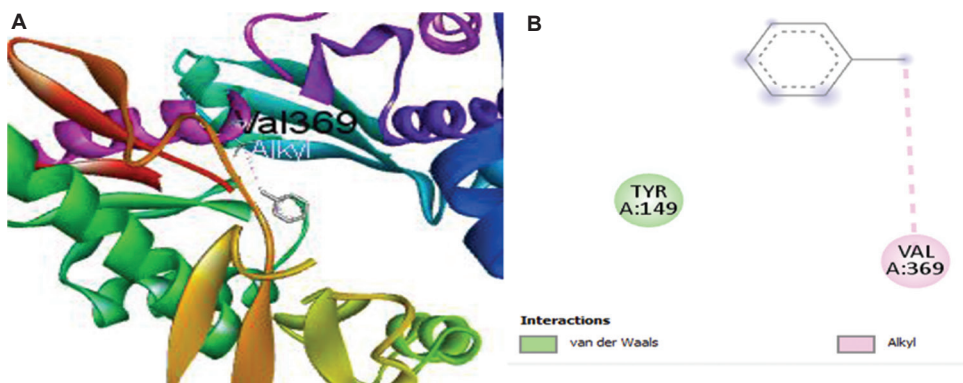 A
Val369
Alkyl
B
TYR
A:149
VAL
A:369
Interactions
van der Waals
Alkyl